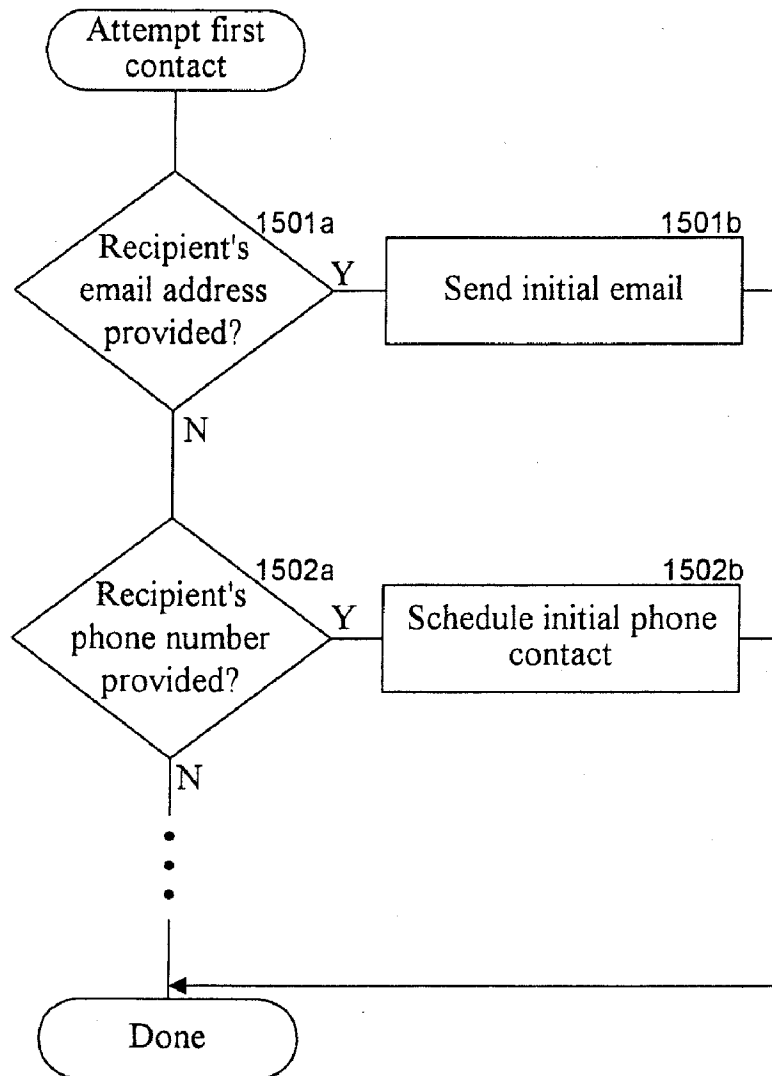 Attempt first
contact
1501a
Recipient's
email address
provided?
Y
1501b
Send initial email
N
1502a
Recipient's
phone number
provided?
Y
1502b
Schedule initial phone
contact
N
Done